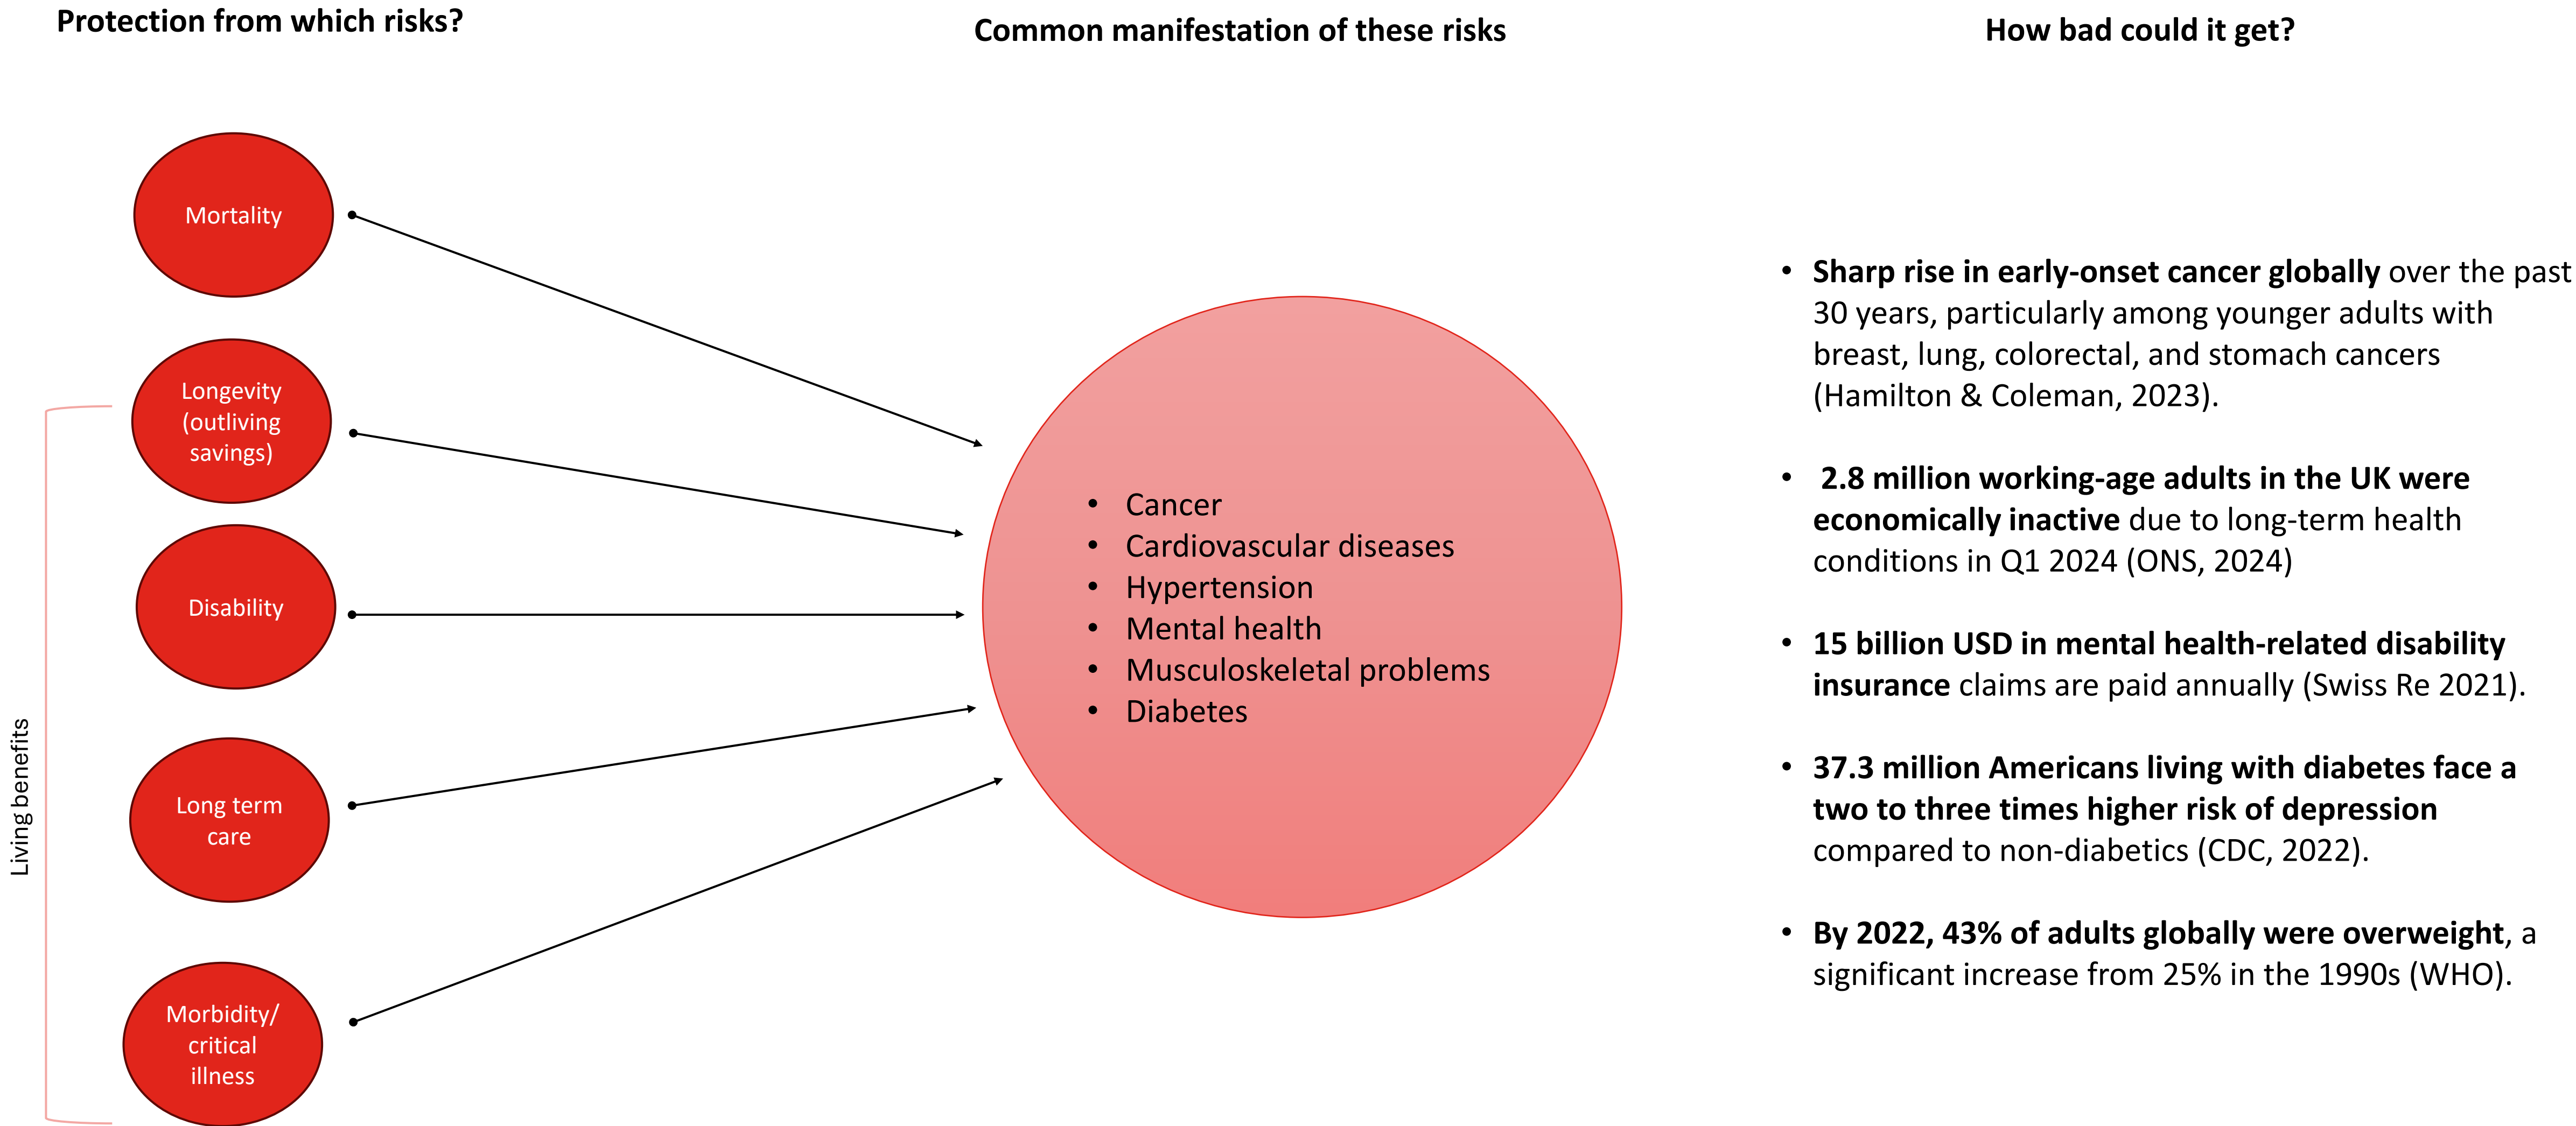 Protection from which risks?
Common manifestation of these risks
How bad could it get?
Mortality
Longevity
(outliving
savings)
Disability
Long term
care
Morbidity/
critical
illness
Living benefits
• Cancer
• Cardiovascular diseases
• Hypertension
• Mental health
• Musculoskeletal problems
• Diabetes
• Sharp rise in early-onset cancer globally over the past
30 years, particularly among younger adults with
breast, lung, colorectal, and stomach cancers
(Hamilton & Coleman, 2023).
• 2.8 million working-age adults in the UK were
economically inactive due to long-term health
conditions in Q1 2024 (ONS, 2024)
• 15 billion USD in mental health-related disability
insurance claims are paid annually (Swiss Re 2021).
• 37.3 million Americans living with diabetes face a
two to three times higher risk of depression
compared to non-diabetics (CDC, 2022).
• By 2022, 43% of adults globally were overweight, a
significant increase from 25% in the 1990s (WHO).